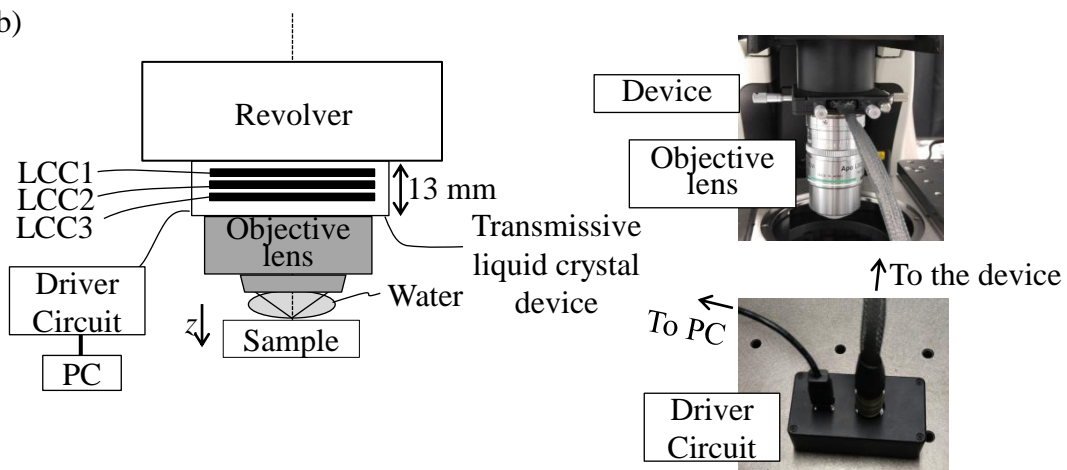 b)
Revolver
LCC1
LCC2
LCC3
13 mm
Objective
lens
Transmissive
liquid crystal
device
Driver
Circuit
Water
z
Sample
PC
Device
Objective
lens
To the device
To PC
Driver
Circuit